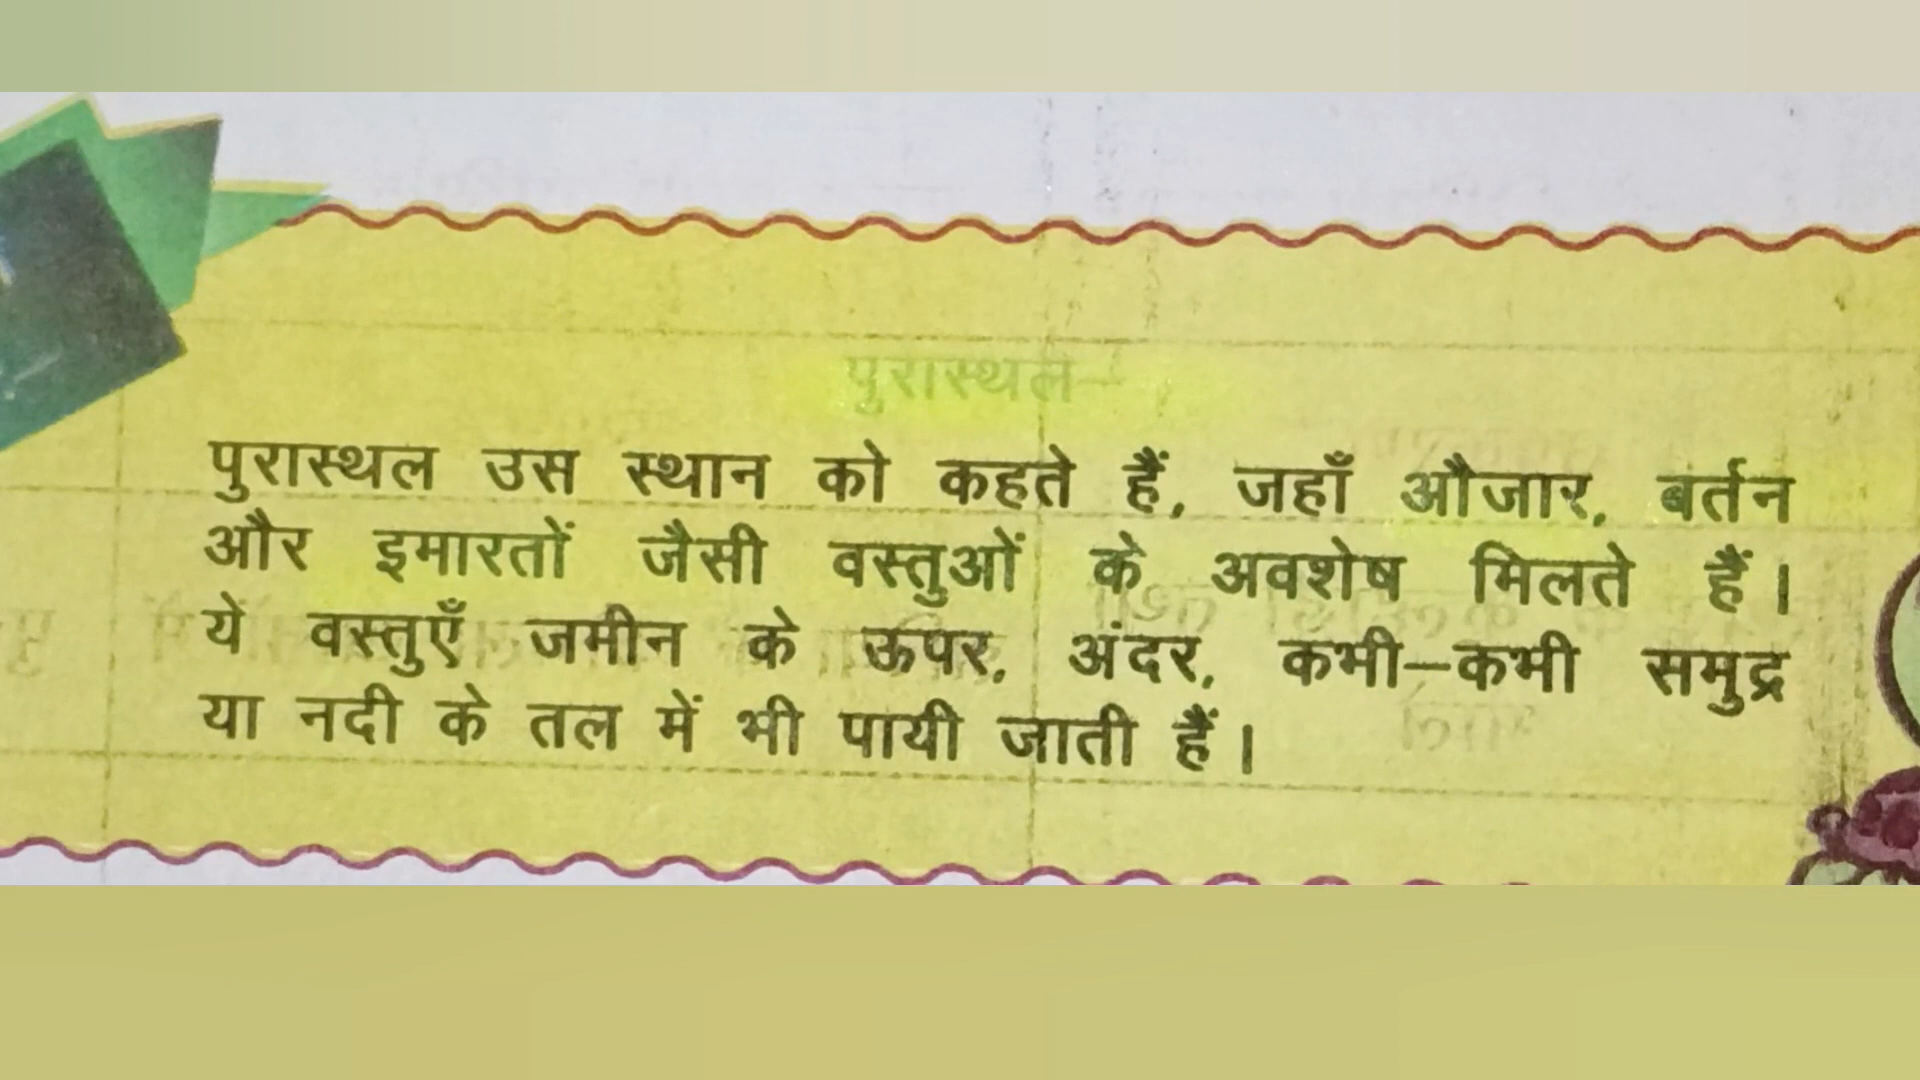 पुरास्थल–
पुरास्थल उस स्थान को कहते हैं, जहाँ औजार, बर्तन
और इमारतों जैसी वस्तुओं के अवशेष मिलते हैं।
ये वस्तुएँ जमीन के ऊपर, अंदर, कभी–कभी समुद्र
या नदी के तल में भी पायी जाती हैं।